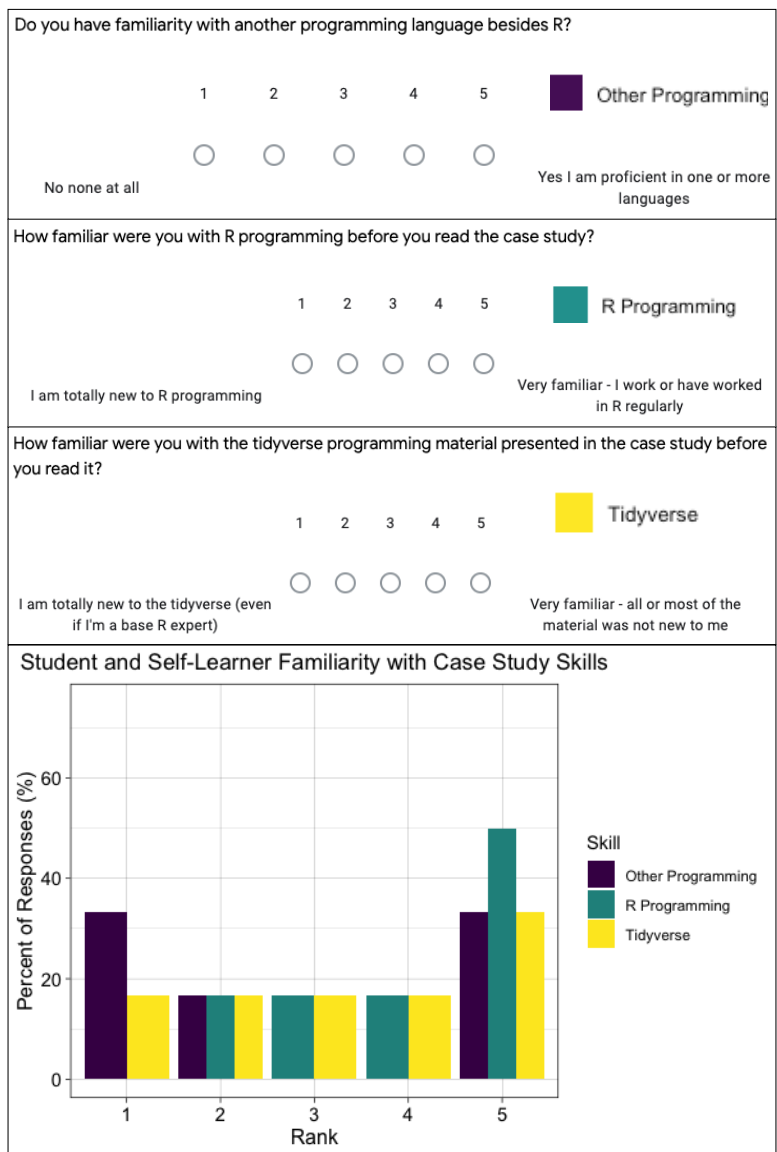 Do you have familiarity with another programming language besides R?
1 2 3 4 5
Other Programming
No none at all
Yes I am proficient in one or more
languages
How familiar were you with R programming before you read the case study?
1 2 3 4 5
R Programming
I am totally new to R programming
Very familiar - I work or have worked
in R regularly
How familiar were you with the tidyverse programming material presented in the case study before
you read it?
1 2 3 4 5
Tidyverse
I am totally new to the tidyverse (even
if I'm a base R expert)
Very familiar - all or most of the
material was not new to me
Student and Self-Learner Familiarity with Case Study Skills
Percent of Responses (%)
60
40
20
0
1 2 3 4 5
Rank
Skill
Other Programming
R Programming
Tidyverse